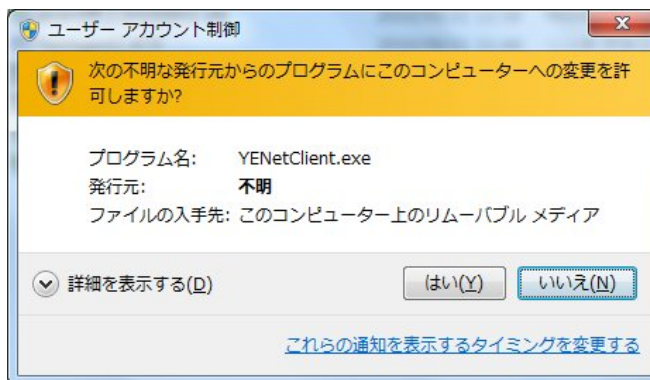 ユーザー アカウント制御
次の不明な発行元からのプログラムにこのコンピューターへの変更を許
可しますか?
プログラム名: YENetClient.exe
発行元: 不明
ファイルの入手先: このコンピューター上のリムーバブル メディア
詳細を表示する(D) はい(Y) いいえ(N)
これらの通知を表示するタイミングを変更する